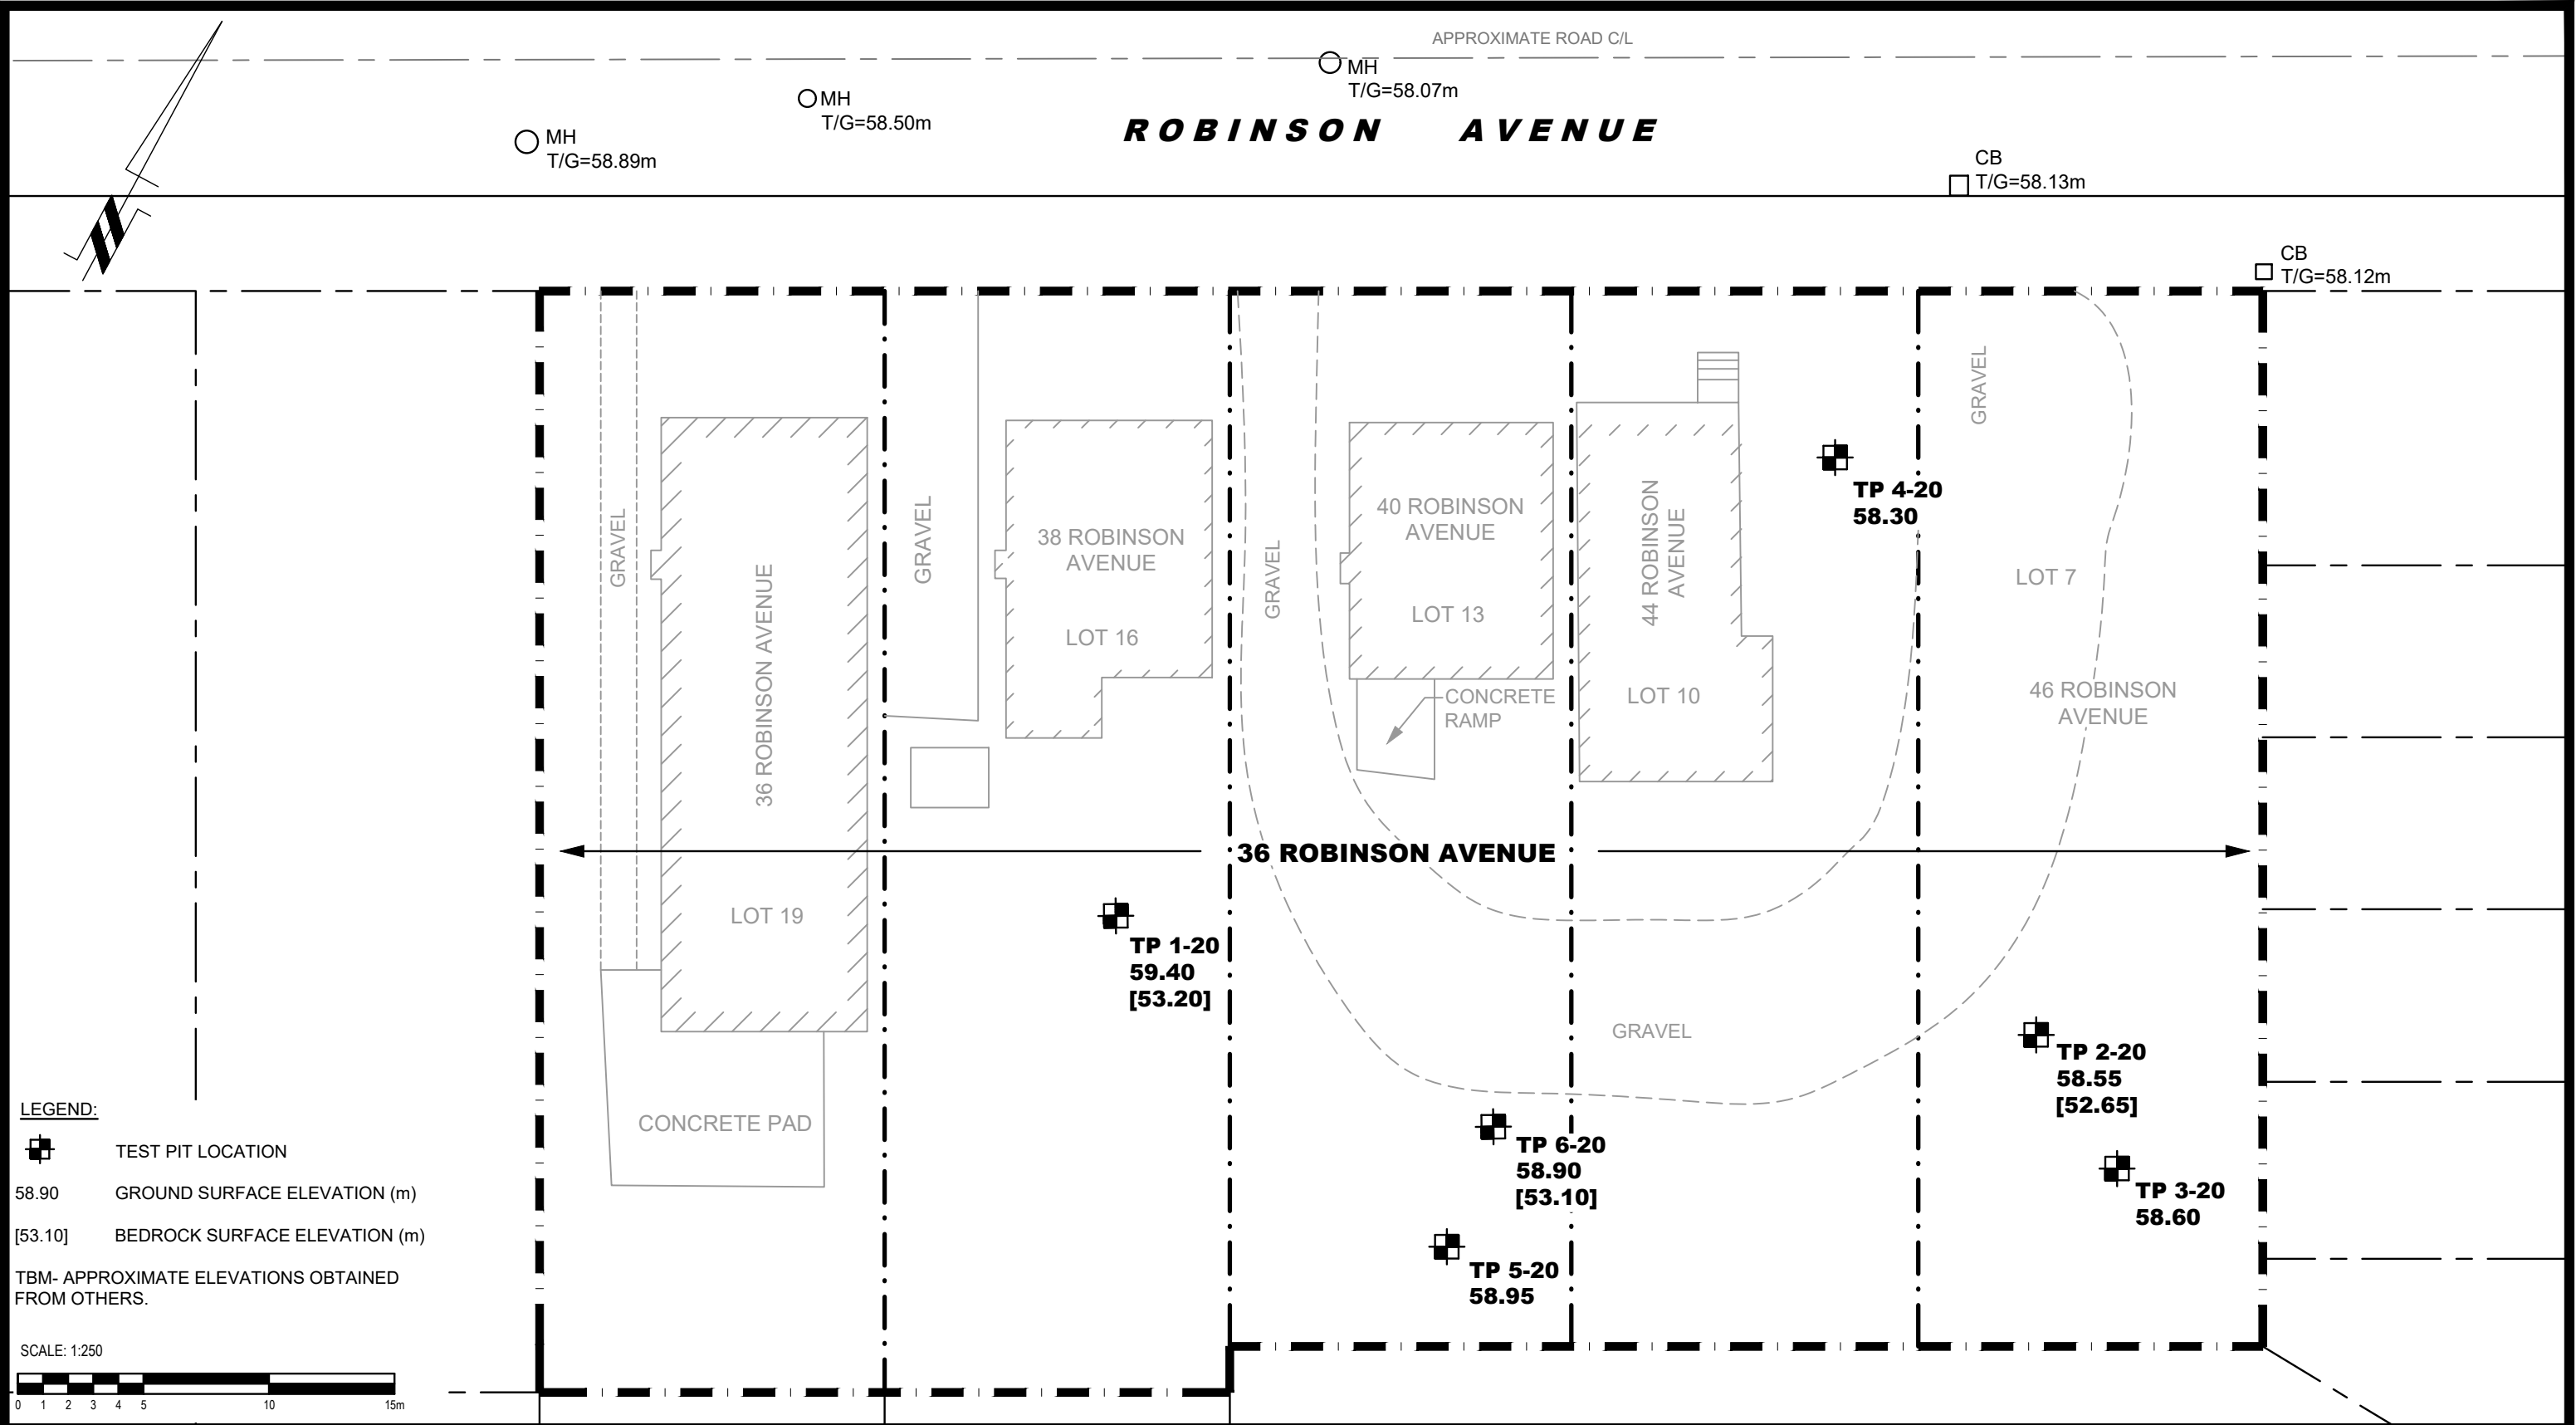 APPROXIMATE ROAD C/L
MH
T/G=58.07m
MH
T/G=58.50m
ROBINSON AVENUE
MH
T/G=58.89m
CB
T/G=58.13m
CB
T/G=58.12m
GRAVEL
36 ROBINSON AVENUE
LOT 19
CONCRETE PAD
GRAVEL
38 ROBINSON
AVENUE
LOT 16
GRAVEL
40 ROBINSON
AVENUE
LOT 13
CONCRETE
RAMP
44 ROBINSON
AVENUE
LOT 10
GRAVEL
TP 4-20
58.30
LOT 7
46 ROBINSON
AVENUE
36 ROBINSON AVENUE
TP 1-20
59.40
[53.20]
GRAVEL
TP 2-20
58.55
[52.65]
TP 6-20
58.90
[53.10]
TP 3-20
58.60
TP 5-20
58.95
LEGEND:
TEST PIT LOCATION
58.90 GROUND SURFACE ELEVATION (m)
[53.10] BEDROCK SURFACE ELEVATION (m)
TBM- APPROXIMATE ELEVATIONS OBTAINED
FROM OTHERS.
SCALE: 1:250
0 1 2 3 4 5 10 15m